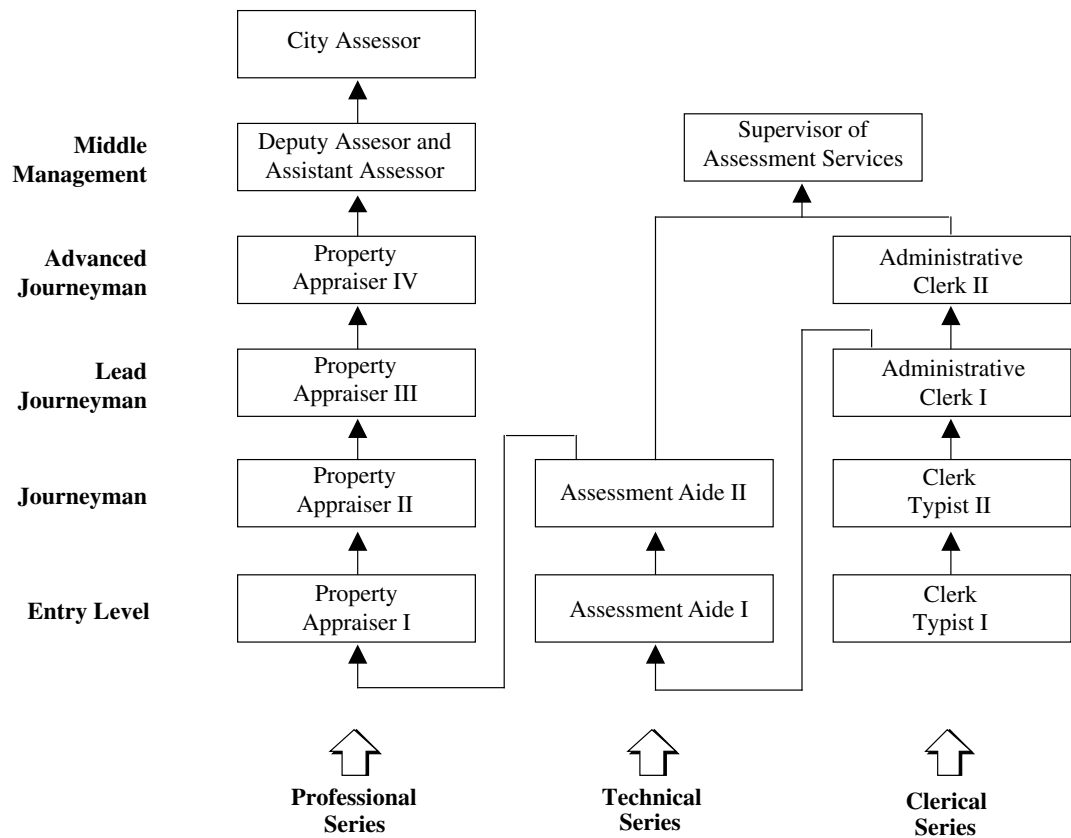 City Assessor
Middle
Management
Deputy Assesor and
Assistant Assessor
Supervisor of
Assessment Services
Advanced
Journeyman
Property
Appraiser IV
Administrative
Clerk II
Lead
Journeyman
Property
Appraiser III
Administrative
Clerk I
Journeyman
Property
Appraiser II
Assessment Aide II
Clerk
Typist II
Entry Level
Property
Appraiser I
Assessment Aide I
Clerk
Typist I
Professional
Series
Technical
Series
Clerical
Series